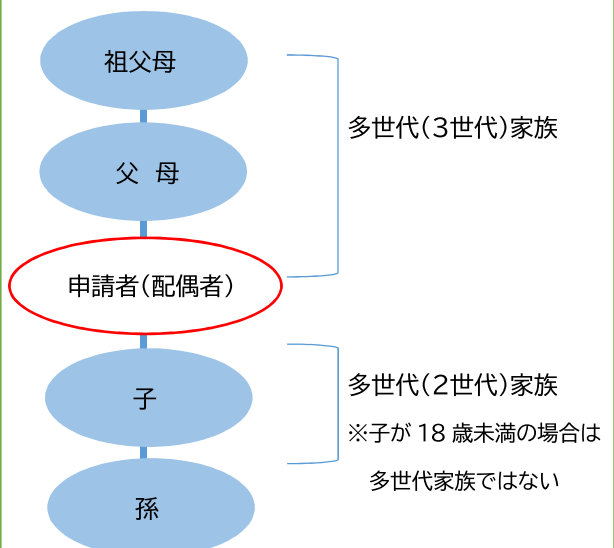 祖父母
多世代（３世代）家族
父　母
申請者（配偶者）
子
多世代（２世代）家族
※子が 18 歳未満の場合は
多世代家族ではない
孫